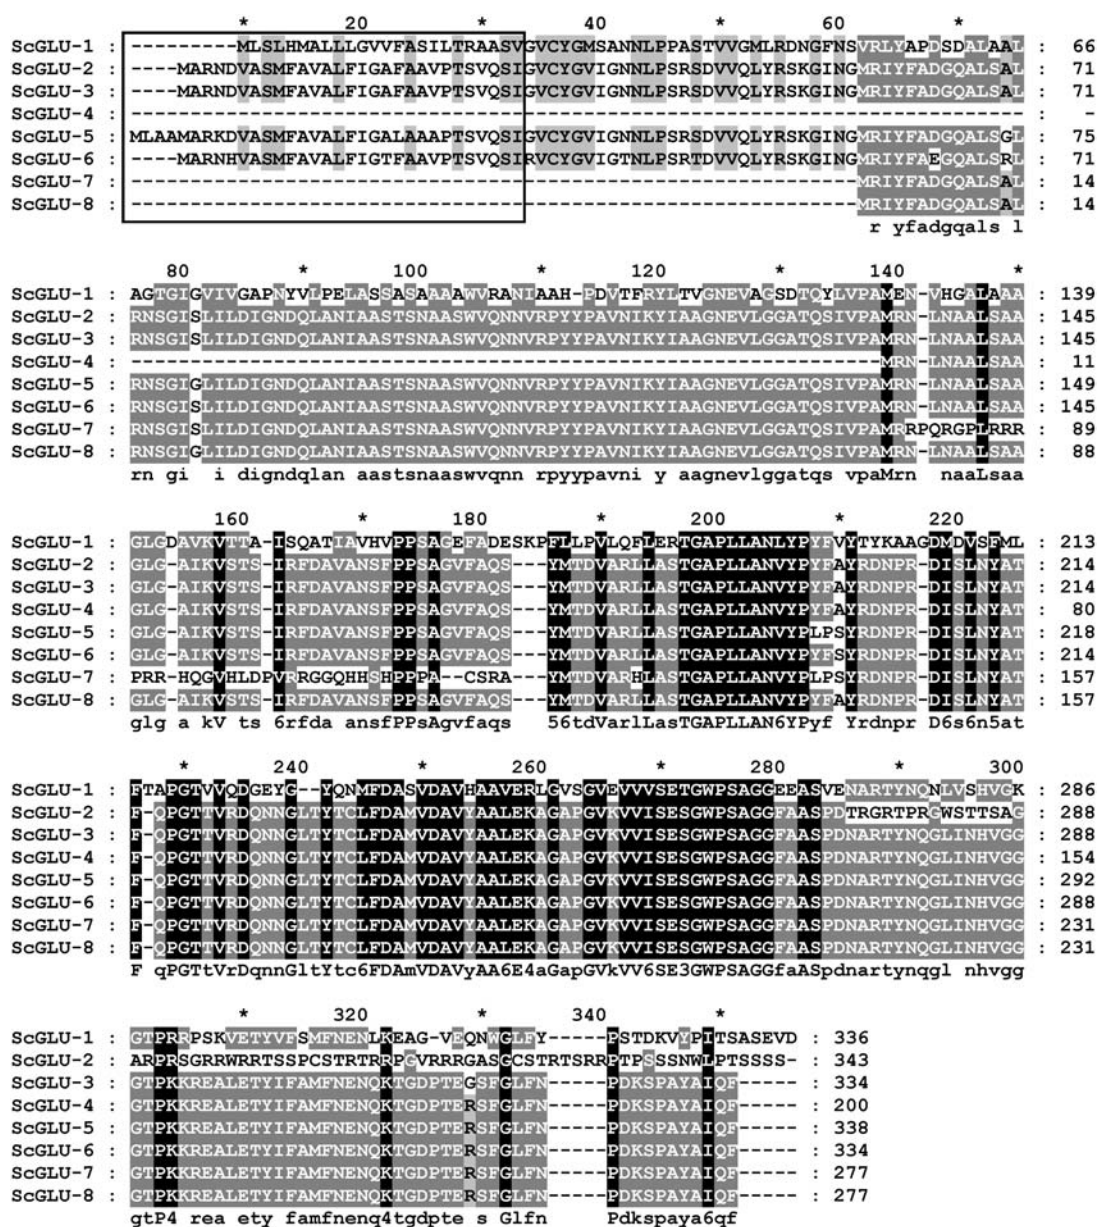 * 20 * 40 * 60 *
ScGLU-1 : ---------MLSLHMALLLGVVFASILTRAASVGVCYGMSANNLPPASTVVGMLRDNGFNSVRLYAPDSDALAAL : 66
ScGLU-2 : ----MARNDVASMFAVALFIGAFAAVPTSVQSIGVCYGVIGNNLPSRSDVVQLYRSKGINGMRIYFADGQALSAL : 71
ScGLU-3 : ----MARNDVASMFAVALFIGAFAAVPTSVQSIGVCYGVIGNNLPSRSDVVQLYRSKGINGMRIYFADGQALSAL : 71
ScGLU-4 : --------------------------------------------------------------------------- : -
ScGLU-5 : MLAAMARKDVASMFAVALFIGALAAAPTSVQSIGVCYGVIGNNLPSRSDVVQLYRSKGINGMRIYFADGQALSGL : 75
ScGLU-6 : ----MARNHVASMFAVALFIGTFAAVPTSVQSIRVCYGVIGTNLPSRTDVVQLYRSKGINGMRIYFAEGQALSRL : 71
ScGLU-7 : -------------------------------------------------------------MRIYFADGQALSAL : 14
ScGLU-8 : -------------------------------------------------------------MRIYFADGQALSAL : 14
r yfadgqals l
80 * 100 * 120 * 140 *
ScGLU-1 : AGTGIGVIVGAPNYVLPELASSASAAAAWVRANIAAH-PDVTFRYLTVGNEVAGSDTQYLVPAMEN-VHGALAAA : 139
ScGLU-2 : RNSGISLILDIGNDQLANIAASTSNAASWVQNNVRPYYPAVNIKYIAAGNEVLGGATQSIVPAMRN-LNAALSAA : 145
ScGLU-3 : RNSGISLILDIGNDQLANIAASTSNAASWVQNNVRPYYPAVNIKYIAAGNEVLGGATQSIVPAMRN-LNAALSAA : 145
ScGLU-4 : ---------------------------------------------------------------MRN-LNAALSAA : 11
ScGLU-5 : RNSGIGLILDIGNDQLANIAASTSNAASWVQNNVRPYYPAVNIKYIAAGNEVLGGATQSIVPAMRN-LNAALSAA : 149
ScGLU-6 : RNSGISLILDIGNDQLANIAASTSNAASWVQNNVRPYYPAVNIKYIAAGNEVLGGATQSIVPAMRN-LNAALSAA : 145
ScGLU-7 : RNSGISLILDIGNDQLANIAASTSNAASWVQNNVRPYYPAVNIKYIAAGNEVLGGATQSIVPAMRRPQRGPLRRR : 89
ScGLU-8 : RNSGIGLILDIGNDQLANIAASTSNAASWVQNNVRPYYPAVNIKYIAAGNEVLGGATQSIVPAMRN-LNAALSAA : 88
rn gi i digndqlan aastsnaaswvqnn rpyypavni y aagnevlggatqs vpaMrn naaLsaa
160 * 180 * 200 * 220
ScGLU-1 : GLGDAVKVTTA-ISQATIAVHVPPSAGEFADESKPFLLPVLQFLERTGAPLLANLYPYFVYTYKAAGDMDVSFML : 213
ScGLU-2 : GLG-AIKVSTS-IRFDAVANSFPPSAGVFAQS---YMTDVARLLASTGAPLLANVYPYFAYRDNPR-DISLNYAT : 214
ScGLU-3 : GLG-AIKVSTS-IRFDAVANSFPPSAGVFAQS---YMTDVARLLASTGAPLLANVYPYFAYRDNPR-DISLNYAT : 214
ScGLU-4 : GLG-AIKVSTS-IRFDAVANSFPPSAGVFAQS---YMTDVARLLASTGAPLLANVYPYFAYRDNPR-DISLNYAT : 80
ScGLU-5 : GLG-AIKVSTS-IRFDAVANSFPPSAGVFAQS---YMTDVARLLASTGAPLLANVYPLPSYRDNPR-DISLNYAT : 218
ScGLU-6 : GLG-AIKVSTS-IRFDAVANSFPPSAGVFAQS---YMTDVARLLASTGAPLLANVYPYFSYRDNPR-DISLNYAT : 214
ScGLU-7 : PRR-HQGVHLDPVRRGGQHHSHPPPA-CSRA----YMTDVARHLASTGAPLLANVYPLPSYRDNPR-DISLNYAT : 157
ScGLU-8 : GLG-AIKVSTS-IRFDAVANSFPPSAGVFAQS---YMTDVARLLASTGAPLLANVYPYFAYRDNPR-DISLNYAT : 157
glg a kV ts 6rfda ansfPPsAgvfaqs 56tdVarlLasTGAPLLAN6YPyf Yrdnpr D6s6n5at
* 240 * 260 * 280 * 300
ScGLU-1 : FTAPGTVVQDGEYG--YQNMFDASVDAVHAAVERLGVSGVEVVVSETGWPSAGGEEASVENARTYNQNLVSHVGK : 286
ScGLU-2 : F-QPGTTVRDQNNGLTYTCLFDAMVDAVYAALEKAGAPGVKVVISESGWPSAGGFAASPDTRGRTPRGWSTTSAG : 288
ScGLU-3 : F-QPGTTVRDQNNGLTYTCLFDAMVDAVYAALEKAGAPGVKVVISESGWPSAGGFAASPDNARTYNQGLINHVGG : 288
ScGLU-4 : F-QPGTTVRDQNNGLTYTCLFDAMVDAVYAALEKAGAPGVKVVISESGWPSAGGFAASPDNARTYNQGLINHVGG : 154
ScGLU-5 : F-QPGTTVRDQNNGLTYTCLFDAMVDAVYAALEKAGAPGVKVVISESGWPSAGGFAASPDNARTYNQGLINHVGG : 292
ScGLU-6 : F-QPGTTVRDQNNGLTYTCLFDAMVDAVYAALEKAGAPGVKVVISESGWPSAGGFAASPDNARTYNQGLINHVGG : 288
ScGLU-7 : F-QPGTTVRDQNNGLTYTCLFDAMVDAVYAALEKAGAPGVKVVISESGWPSAGGFAASPDNARTYNQGLINHVGG : 231
ScGLU-8 : F-QPGTTVRDQNNGLTYTCLFDAMVDAVYAALEKAGAPGVKVVISESGWPSAGGFAASPDNARTYNQGLINHVGG : 231
F qPGTtVrDqnnGltYtc6FDAmVDAVyAA6E4aGapGVkVV6SE3GWPSAGGfaASpdnartynqgl nhvgg
* 320 * 340 *
ScGLU-1 : GTPRRPSKVETYVFSMFNENLKEAG-VEQNWGLFY----PSTDKVYPITSASEVD : 336
ScGLU-2 : ARPRSGRRWRRTSSPCSTRTRRPGVRRRGASGCSTRTSRRPTPSSSNWLPTSSSS- : 343
ScGLU-3 : GTPKKREALETYIFAMFNENQKTGDPTEGSFGLFN-----PDKSPAYAIQF----- : 334
ScGLU-4 : GTPKKREALETYIFAMFNENQKTGDPTERSFGLFN-----PDKSPAYAIQF----- : 200
ScGLU-5 : GTPKKREALETYIFAMFNENQKTGDPTERSFGLFN-----PDKSPAYAIQF----- : 338
ScGLU-6 : GTPKKREALETYIFAMFNENQKTGDPTERSFGLFN-----PDKSPAYAIQF----- : 334
ScGLU-7 : GTPKKREALETYIFAMFNENQKTGDPTERSFGLFN-----PDKSPAYAIQF----- : 277
ScGLU-8 : GTPKKREALETYIFAMFNENQKTGDPTERSFGLFN-----PDKSPAYAIQF----- : 277
gtP4 rea ety famfnenq4tgdpte s Glfn Pdkspaya6qf